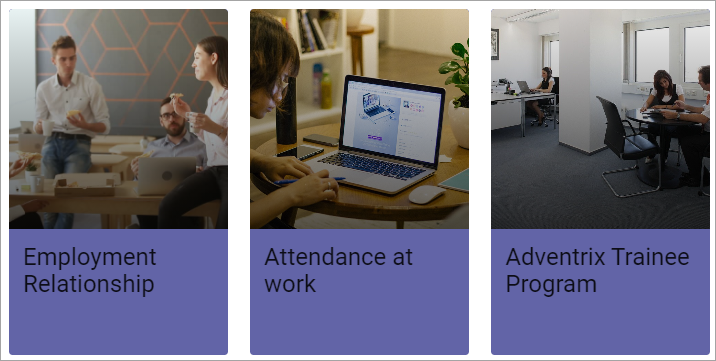 Employment
Relationship
Attendance at
work
Adventrix Trainee
Program